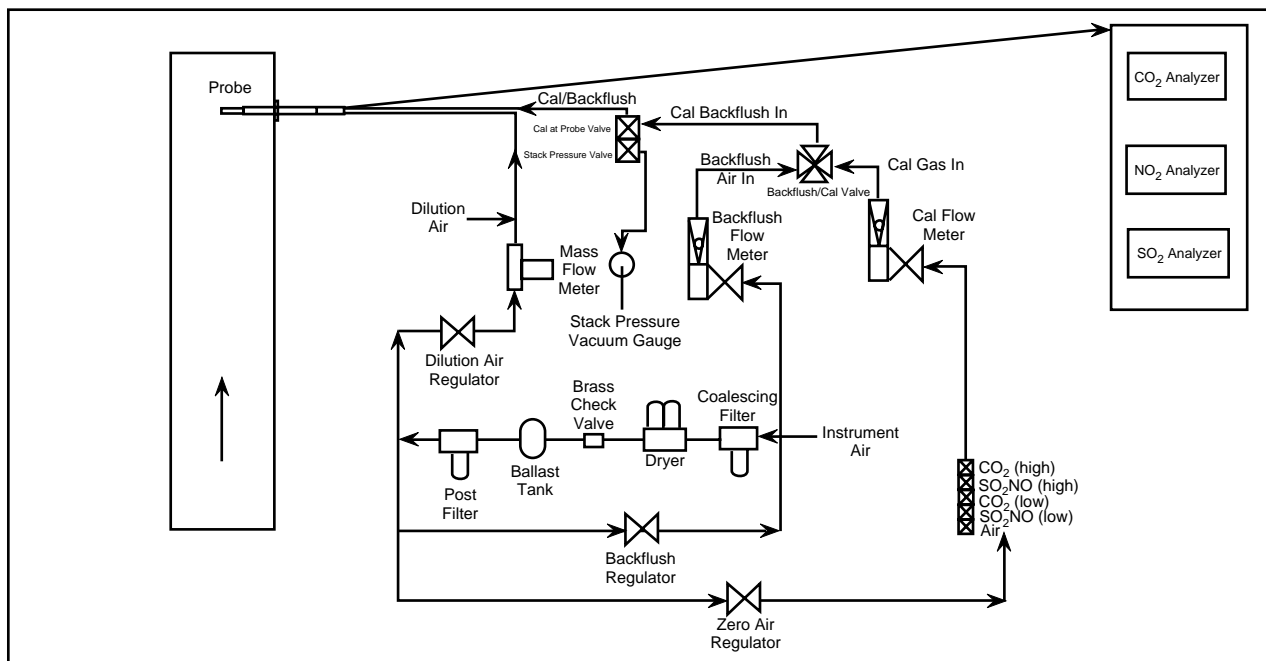 Probe
CO2 Analyzer
Cal/Backflush
Cal Backflush In
Cal at Probe Valve
Stack Pressure Valve
Backflush
Air In
Cal Gas In
NO2 Analyzer
Backflush/Cal Valve
Dilution
Air
Backflush
Flow
Meter
Cal Flow
Meter
Mass
Flow
Meter
SO2 Analyzer
Stack Pressure
Vacuum Gauge
Dilution Air
Regulator
Brass
Check
Valve
Coalescing
Filter
Instrument
Air
Dryer
Ballast
Tank
Post
Filter
CO2 (high)
SO2NO (high)
CO2 (low)
SO2NO (low)
Air
Backflush
Regulator
Zero Air
Regulator